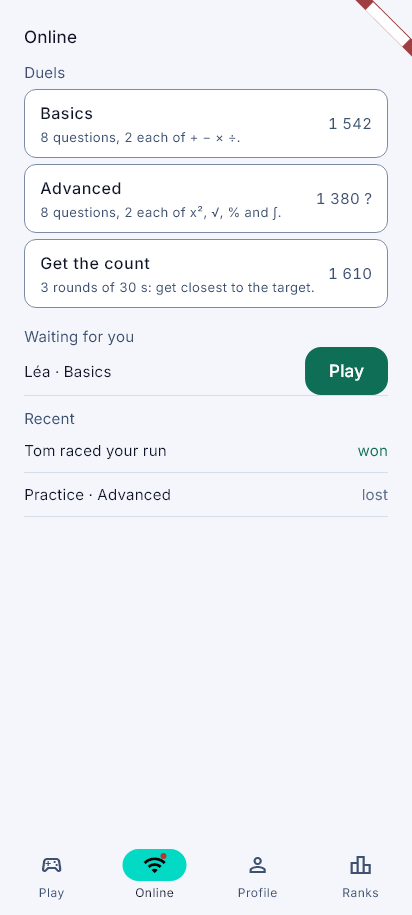 Online
Duels
Basics
8 questions, 2 each of + − × ÷.
1 542
Advanced
8 questions, 2 each of x², √, % and ∫.
1 380 ?
Get the count
3 rounds of 30 s: get closest to the target.
1 610
Waiting for you
Léa · Basics
Play
Recent
Tom raced your run
won
Practice · Advanced
lost
Play
Online
Profile
Ranks